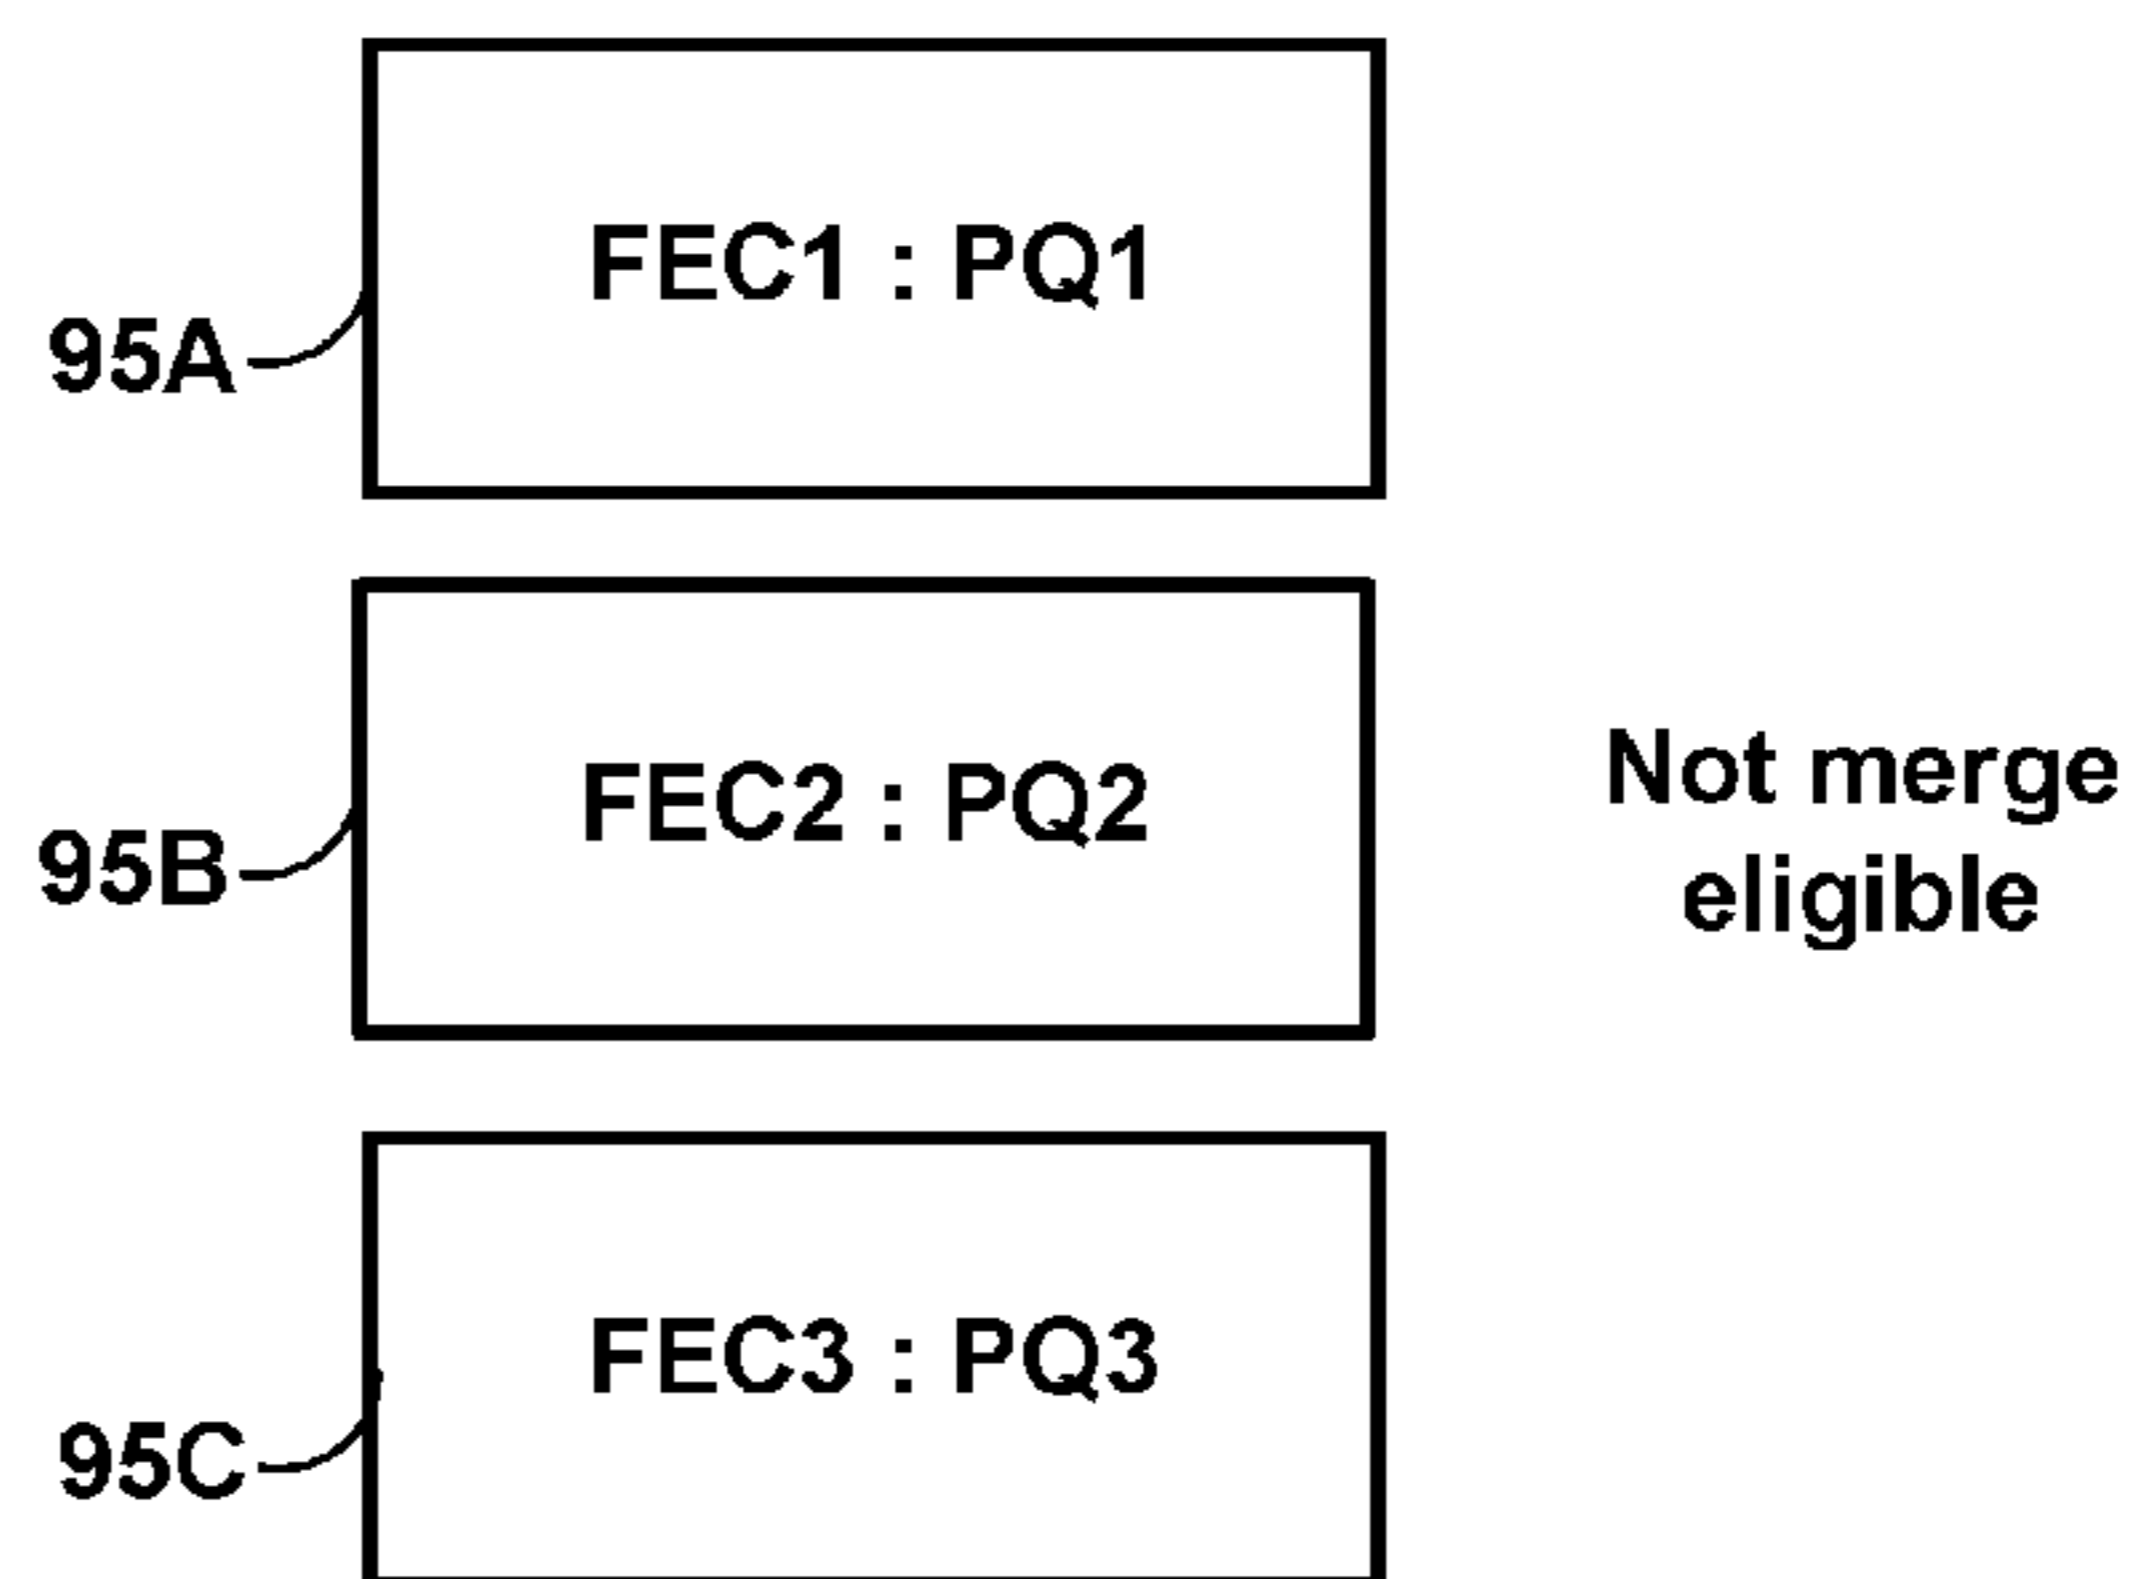 FEC1 : PQ1
95A
FEC2 : PQ2
Not merge
eligible
95B
FEC3 : PQ3
95C